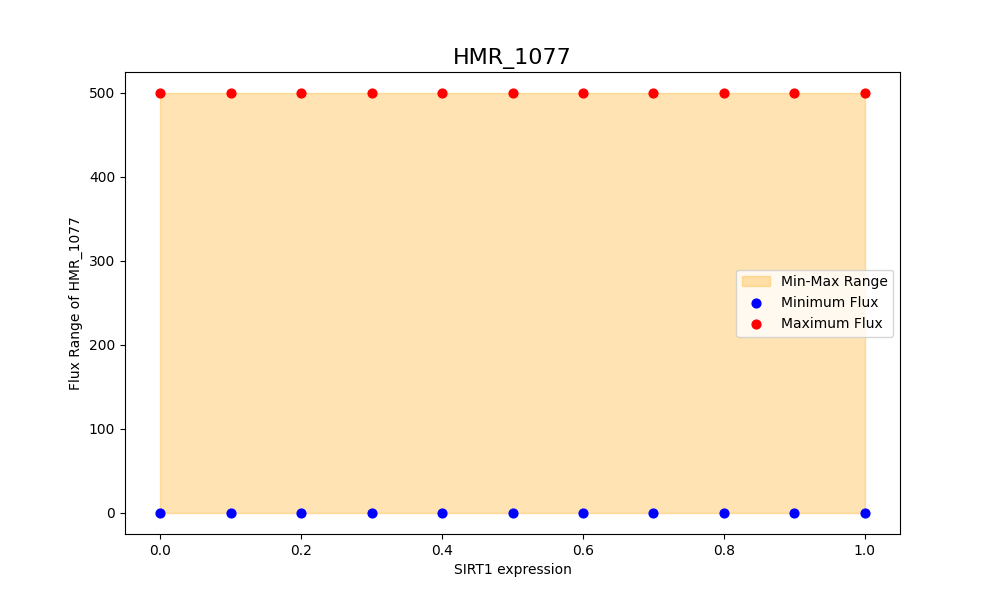 HMR_1077
Flux Range of HMR_1077
500
400
300
200
100
0
Min-Max Range
Minimum Flux
Maximum Flux
0.0 0.2 0.4 0.6 0.8 1.0
SIRT1 expression